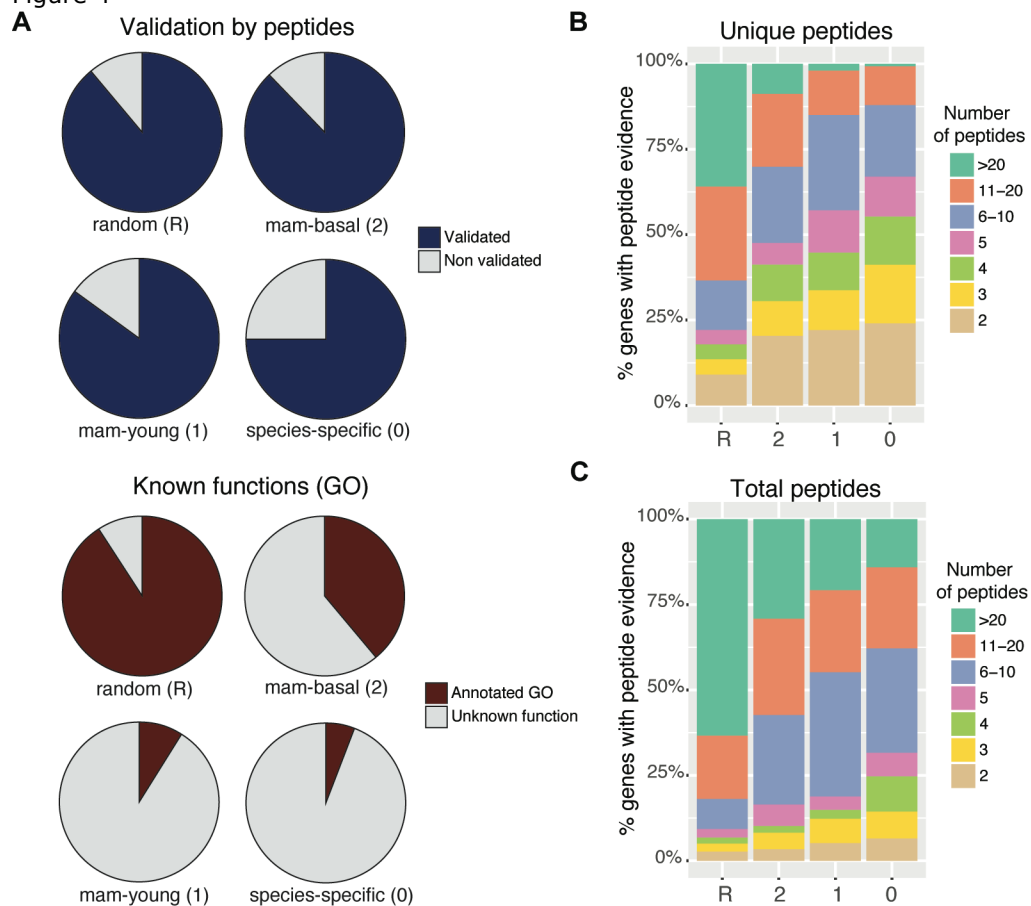 A
Validation by peptides
random (R)
mam-basal (2)
Validated
Non validated
mam-young (1)
species-specific (0)
Known functions (GO)
random (R)
mam-basal (2)
Annotated GO
Unknown function
mam-young (1)
species-specific (0)
B
Unique peptides
% genes with peptide evidence
100%
75%
50%
25%
0%
R 2 1 0
Number
of peptides
>20
11–20
6–10
5
4
3
2
C
Total peptides
% genes with peptide evidence
100%
75%
50%
25%
0%
R 2 1 0
Number
of peptides
>20
11–20
6–10
5
4
3
2